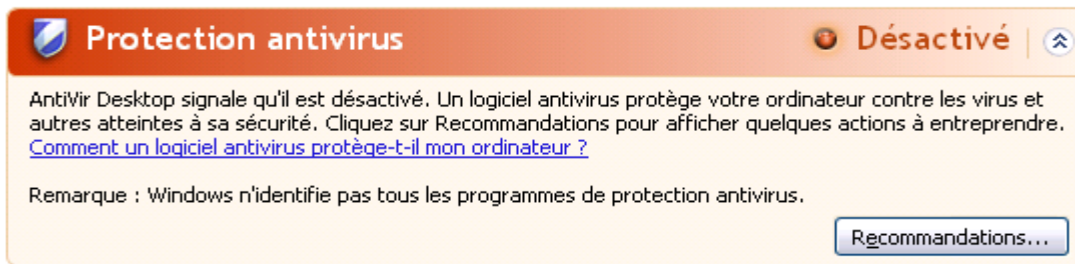 Protection antivirus
Désactivé
AntiVir Desktop signale qu'il est désactivé. Un logiciel antivirus protège votre ordinateur contre les virus et
autres atteintes à sa sécurité. Cliquez sur Recommandations pour afficher quelques actions à entreprendre.
Comment un logiciel antivirus protège-t-il mon ordinateur ?
Remarque : Windows n'identifie pas tous les programmes de protection antivirus.
Recommandations...